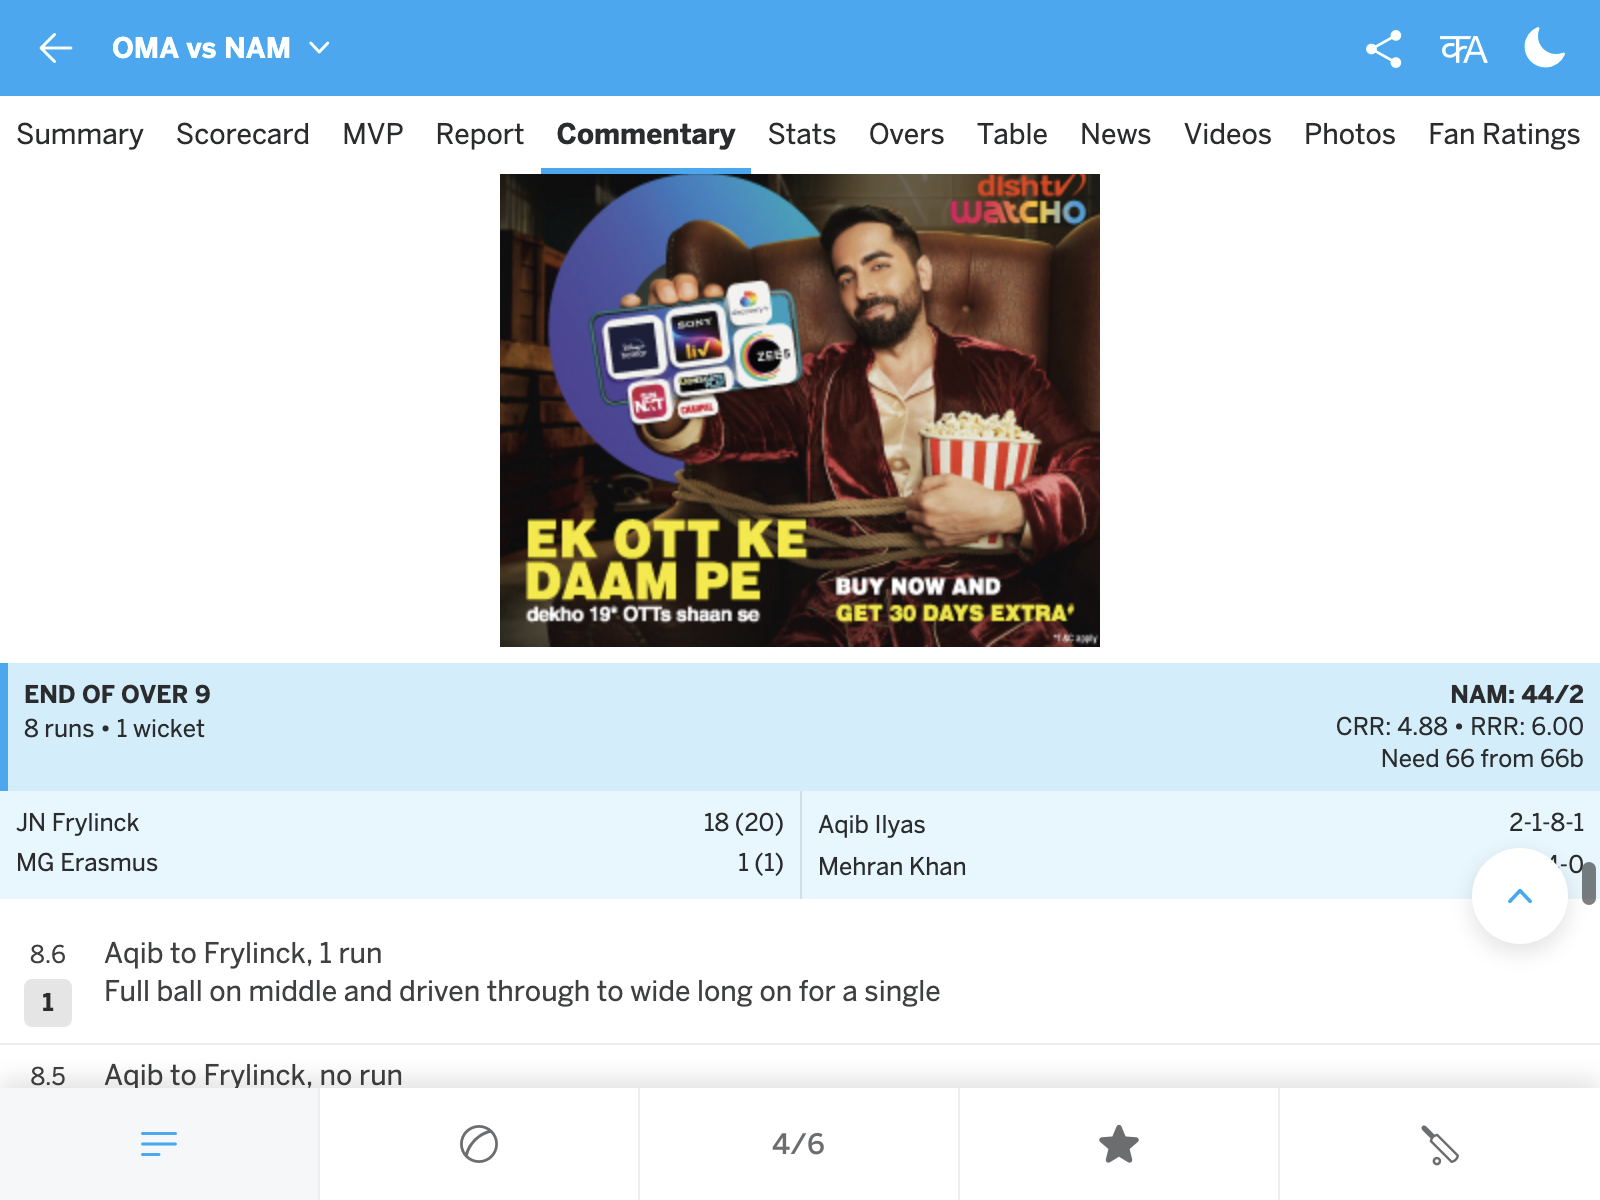 OMA vs NAM
क A
Summary Scorecard MVP Report Commentary Stats Overs Table News Videos Photos Fan Ratings
dishtv
WATCHO
discovery+
SONY
liv
ZEE5
SUN
NXT
EK OTT KE
DAAM PE
dekho 19* OTTs shaan se
BUY NOW AND
GET 30 DAYS EXTRA#
*T&C apply
END OF OVER 9
8 runs • 1 wicket
NAM: 44/2
CRR: 4.88 • RRR: 6.00
Need 66 from 66b
JN Frylinck 18 (20)
MG Erasmus 1 (1)
Aqib Ilyas 2-1-8-1
Mehran Khan
8.6 Aqib to Frylinck, 1 run
1 Full ball on middle and driven through to wide long on for a single
8.5 Aqib to Frylinck, no run
4/6